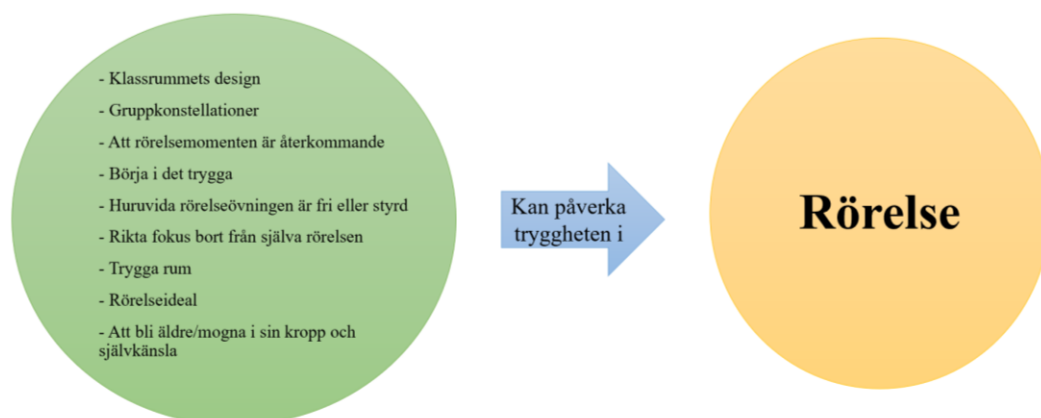 - Klassrummets design
- Gruppkonstellationer
- Att rörelsemomenten är återkommande
- Börja i det trygga
- Huruvida rörelseövningen är fri eller styrd
- Rikta fokus bort från själva rörelsen
- Trygga rum
- Rörelseideal
- Att bli äldre/mogna i sin kropp och
självkänsla
Kan påverka
tryggheten i
Rörelse